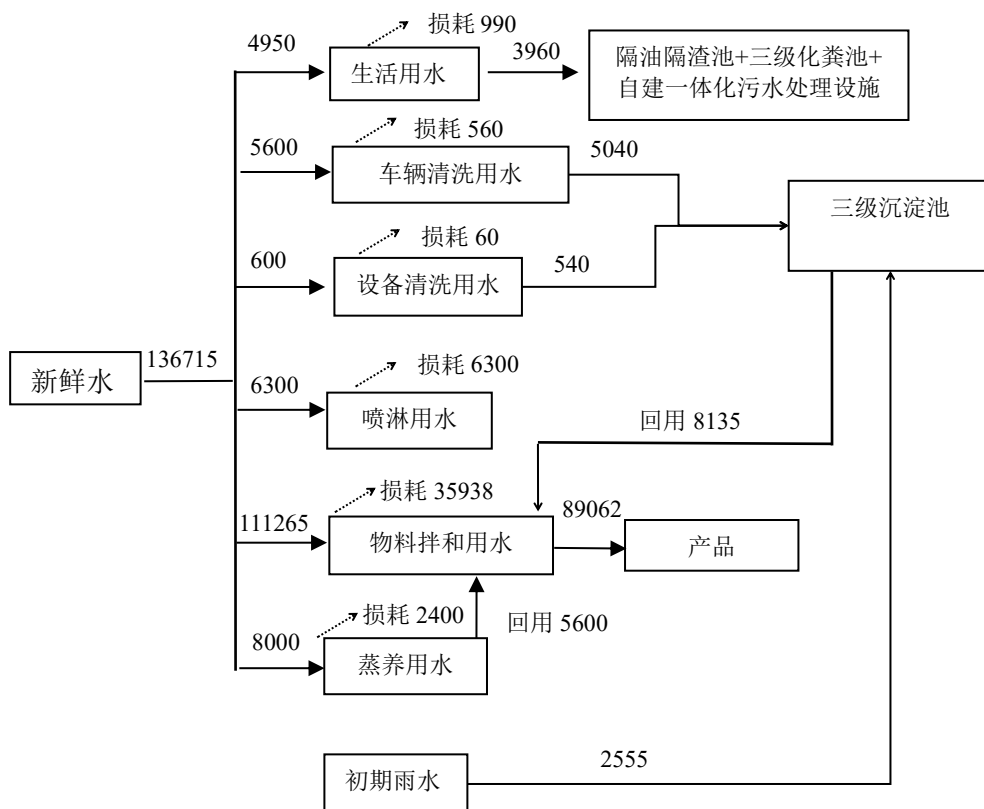 损耗 990
4950
生活用水
3960
隔油隔渣池+三级化粪池+
自建一体化污水处理设施
损耗 560
5600
车辆清洗用水
5040
三级沉淀池
损耗 60
600
设备清洗用水
540
新鲜水
136715
损耗 6300
6300
喷淋用水
回用 8135
损耗 35938
111265
物料拌和用水
89062
产品
损耗 2400
8000
蒸养用水
回用 5600
初期雨水
2555